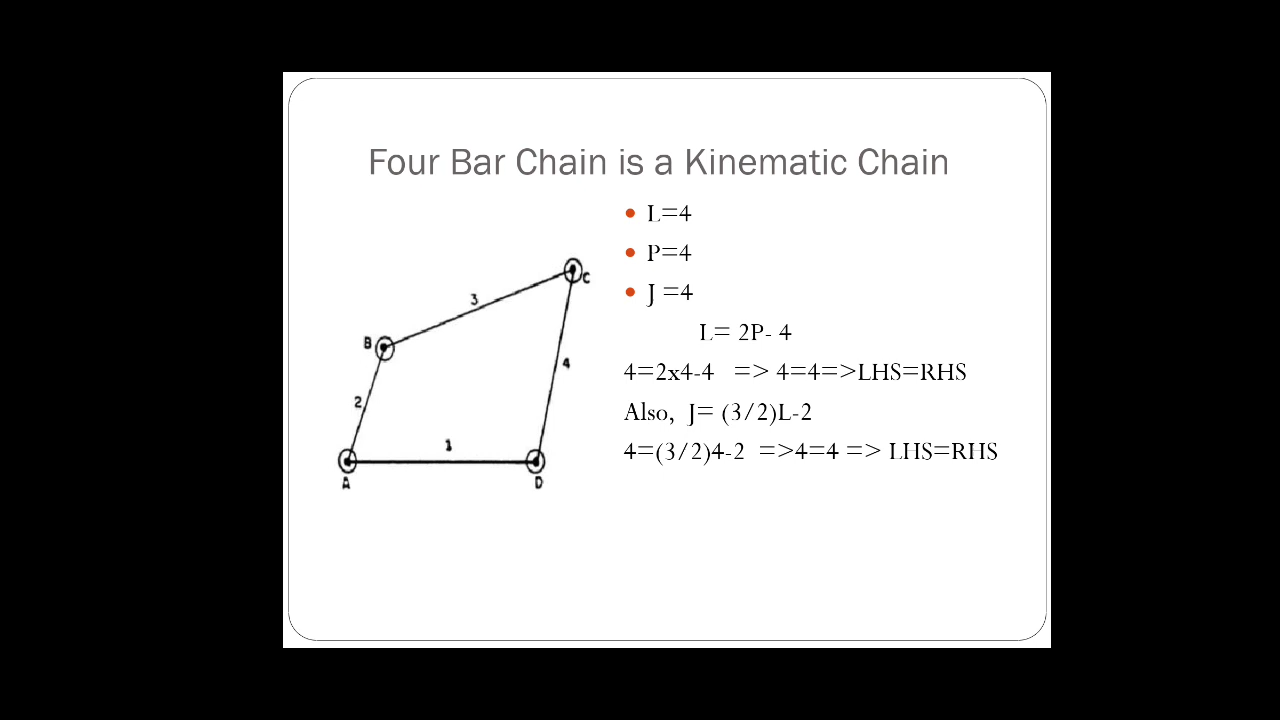 Four Bar Chain is a Kinematic Chain
L=4
P=4
J =4
L= 2P- 4
4=2x4-4 => 4=4=>LHS=RHS
Also, J= (3/2)L-2
4=(3/2)4-2 =>4=4 => LHS=RHS
C
3
B
4
2
1
A
D